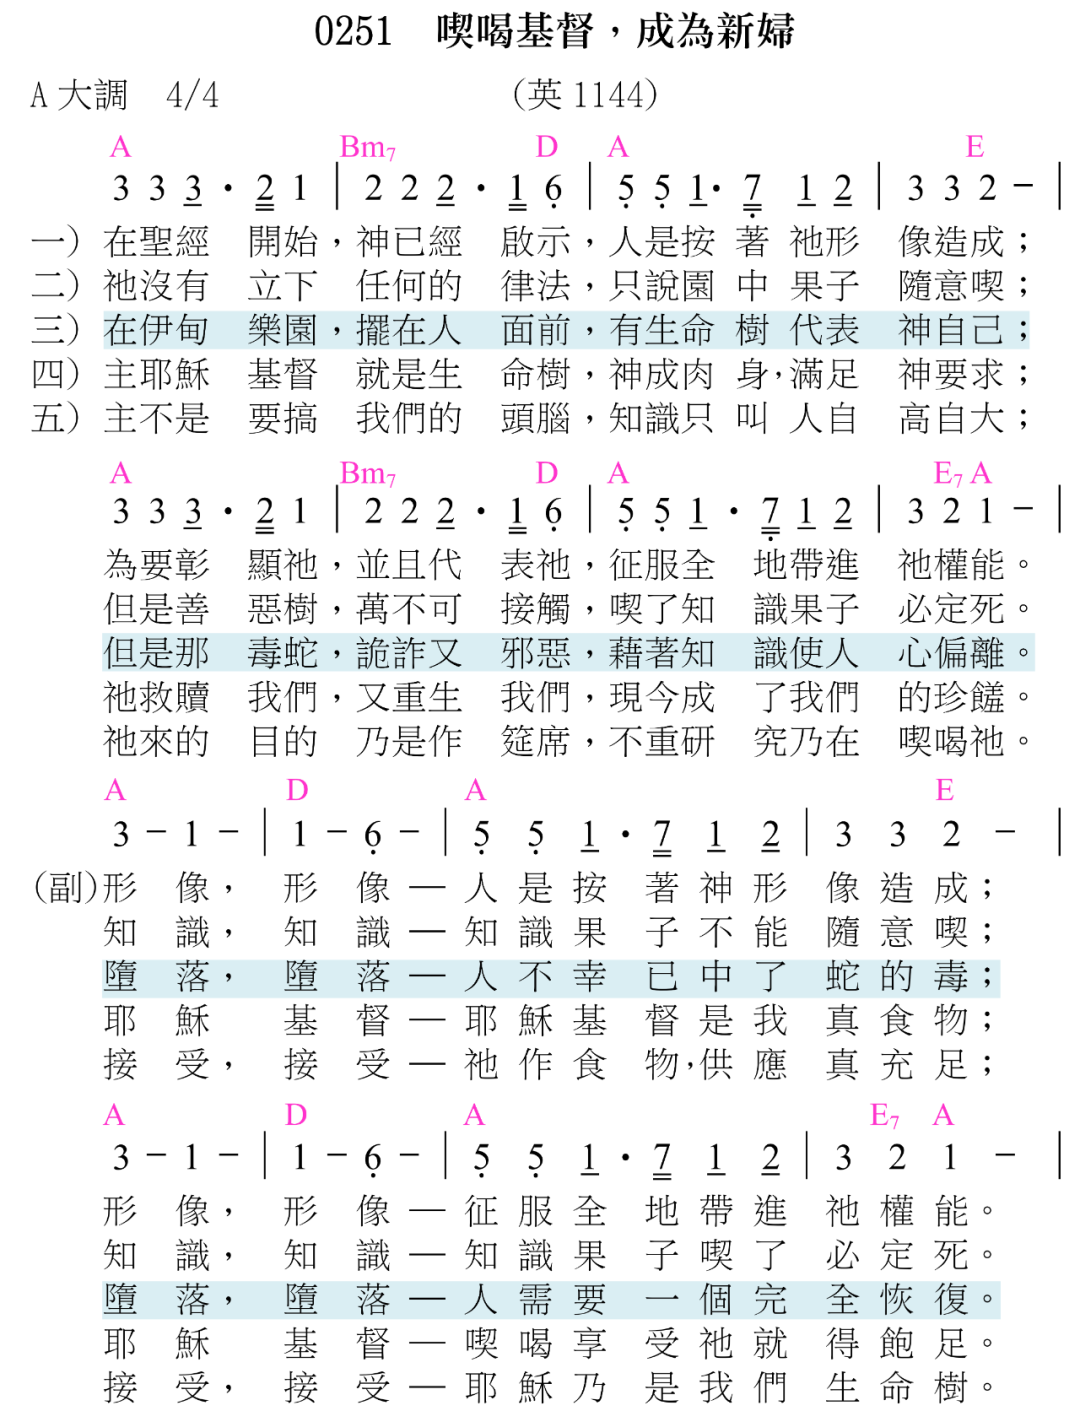 0251 喫喝基督，成為新婦
A 大調 4/4 (英 1144)
A Bm7 D A E
3 3 3 · 2 1 | 2 2 2 · 1 6 | 5 5 1· 7 1 2 | 3 3 2 － |
一）在聖經 開始，神已經 啟示，人是按 著 祂形 像造成；
二）祂沒有 立下 任何的 律法，只說園 中 果子 隨意喫；
三）在伊甸 樂園，擺在人 面前，有生命 樹 代表 神自己；
四）主耶穌 基督 就是生 命樹，神成肉 身，滿足 神要求；
五）主不是 要搞 我們的 頭腦，知識只 叫 人自 高自大；
A Bm7 D A E7 A
3 3 3 · 2 1 | 2 2 2 · 1 6 | 5 5 1 · 7 1 2 | 3 2 1 － |
為要彰 顯祂，並且代 表祂，征服全 地帶進 祂權能。
但是善 惡樹，萬不可 接觸，喫了知 識果子 必定死。
但是那 毒蛇，詭詐又 邪惡，藉著知 識使人 心偏離。
祂救贖 我們，又重生 我們，現今成 了我們 的珍饈。
祂來的 目的 乃是作 筵席，不重研 究乃在 喫喝祂。
A D A E
3 － 1 － | 1 － 6 － | 5 5 1 · 7 1 2 | 3 3 2 － |
(副)形 像， 形 像 — 人 是 按 著 神 形 像 造 成；
知 識， 知 識 — 知 識 果 子 不 能 隨 意 喫；
墮 落， 墮 落 — 人 不 幸 已 中 了 蛇 的 毒；
耶 穌 基 督 — 耶 穌 基 督 是 我 真 食 物；
接 受， 接 受 — 祂 作 食 物，供 應 真 充 足；
A D A E7 A
3 － 1 － | 1 － 6 － | 5 5 1 · 7 1 2 | 3 2 1 － |
形 像， 形 像 — 征 服 全 地 帶 進 祂 權 能。
知 識， 知 識 — 知 識 果 子 喫 了 必 定 死。
墮 落， 墮 落 — 人 需 要 一 個 完 全 恢 復。
耶 穌 基 督 — 喫 喝 享 受 祂 就 得 飽 足。
接 受， 接 受 — 耶 穌 乃 是 我 們 生 命 樹。